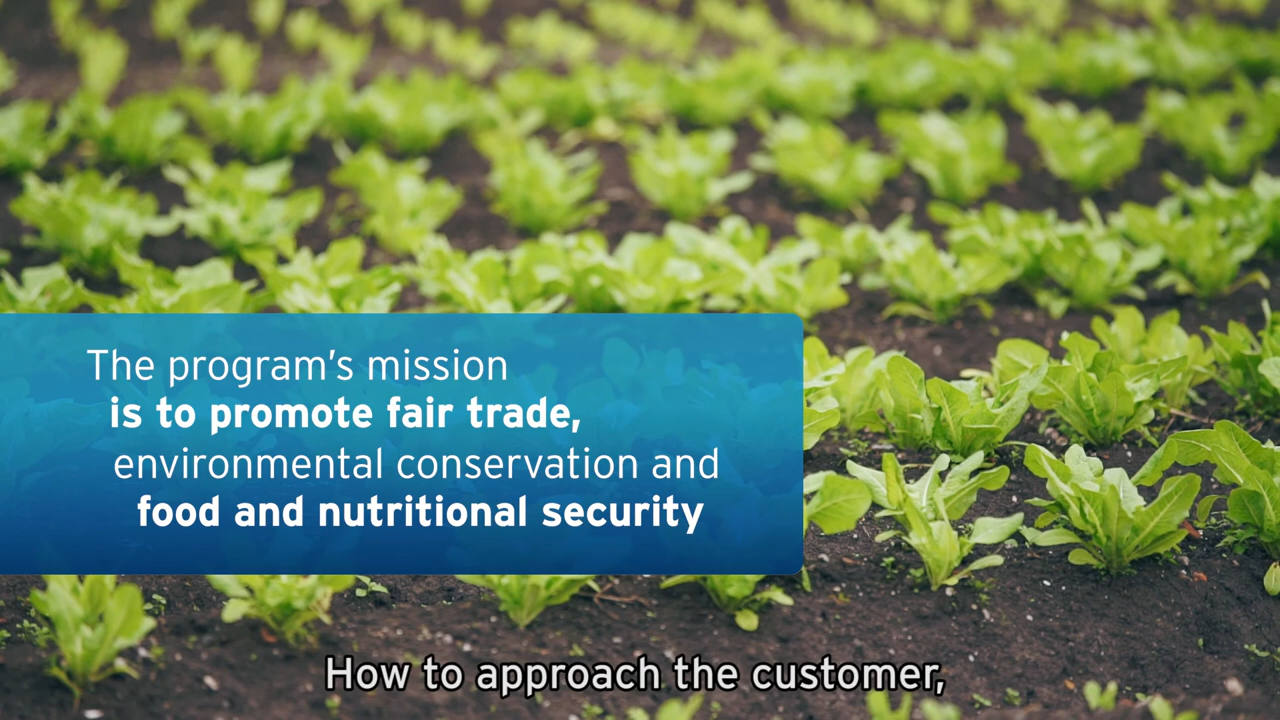 The program's mission
is to promote fair trade,
environmental conservation and
food and nutritional security
How to approach the customer,